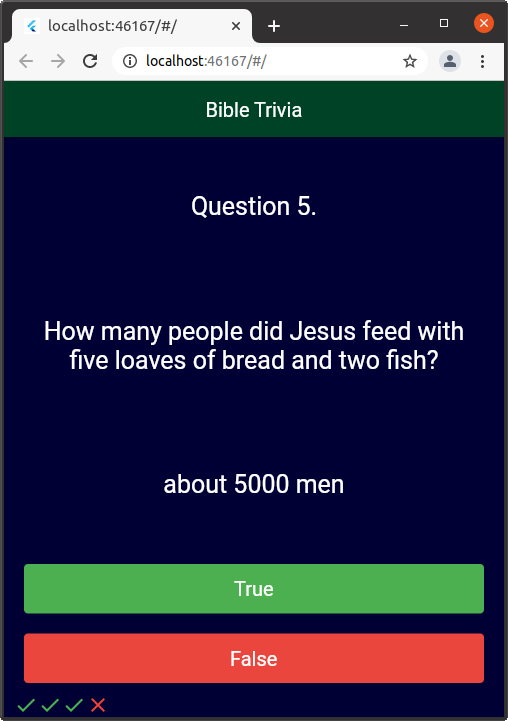 localhost:46167/#/
localhost:46167/#/
Bible Trivia
Question 5.
How many people did Jesus feed with
five loaves of bread and two fish?
about 5000 men
True
False